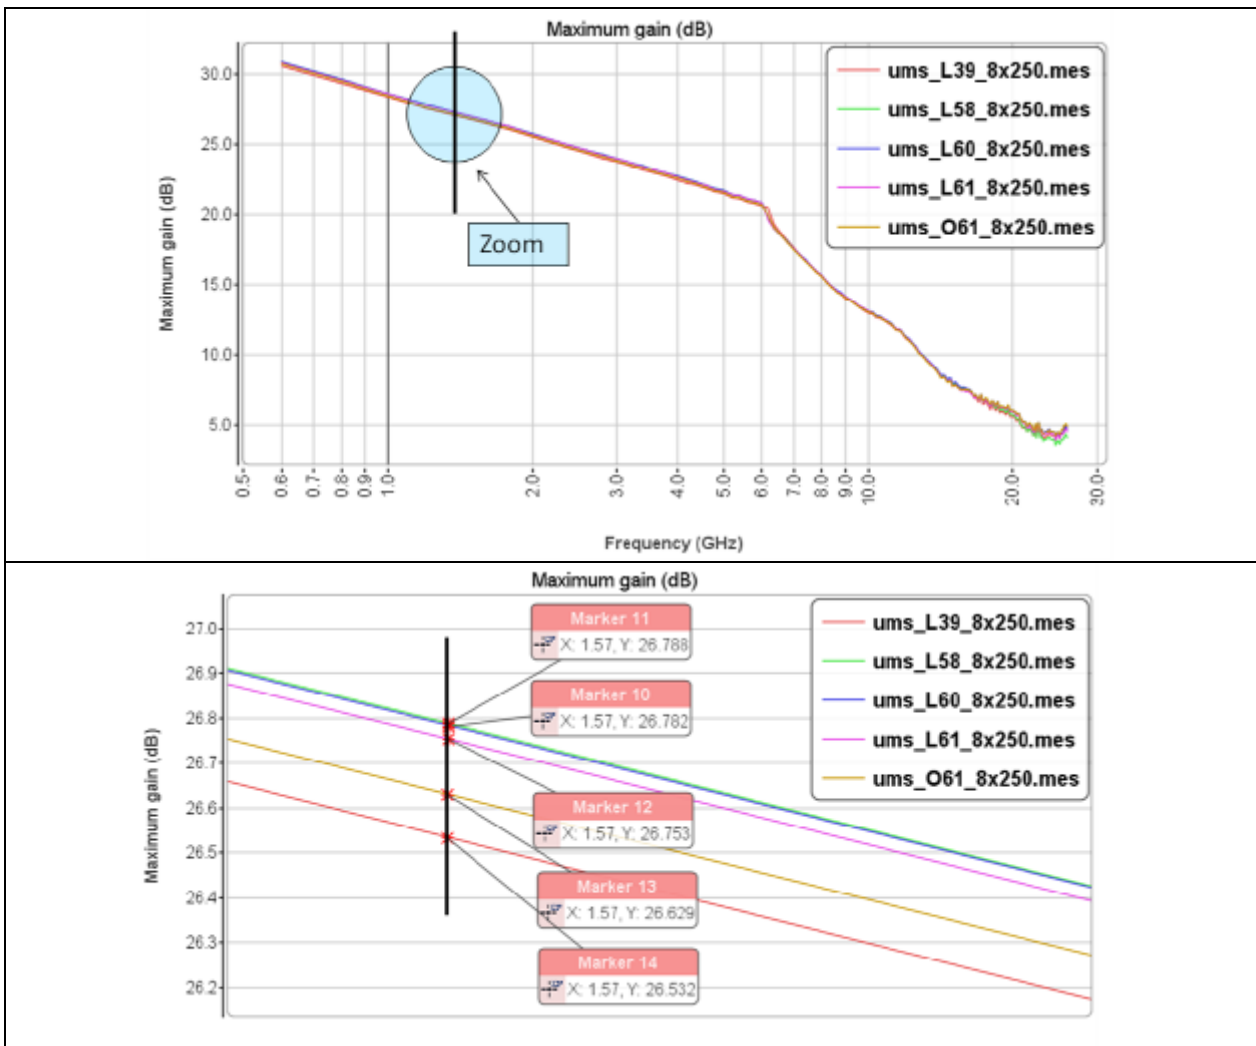 Maximum gain (dB)
Maximum gain (dB)
30.0
25.0
20.0
15.0
10.0
5.0
Zoom
ums_L39_8x250.mes
ums_L58_8x250.mes
ums_L60_8x250.mes
ums_L61_8x250.mes
ums_O61_8x250.mes
0.5
0.6
0.7
0.8
0.9
1.0
2.0
3.0
4.0
5.0
6.0
7.0
8.0
9.0
10.0
20.0
30.0
Frequency (GHz)
Maximum gain (dB)
Maximum gain (dB)
27.0
26.9
26.8
26.7
26.6
26.5
26.4
26.3
26.2
Marker 11
X: 1.57, Y: 26.788
Marker 10
X: 1.57, Y: 26.782
Marker 12
X: 1.57, Y: 26.753
Marker 13
X: 1.57, Y: 26.629
Marker 14
X: 1.57, Y: 26.532
ums_L39_8x250.mes
ums_L58_8x250.mes
ums_L60_8x250.mes
ums_L61_8x250.mes
ums_O61_8x250.mes